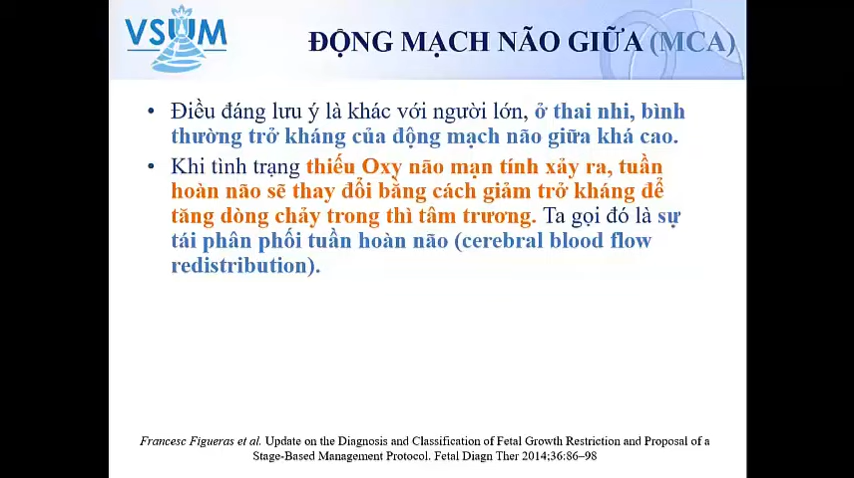 VSUM
ĐỘNG MẠCH NÃO GIỮA (MCA)
• Điều đáng lưu ý là khác với người lớn, ở thai nhi, bình
thường trở kháng của động mạch não giữa khá cao.
• Khi tình trạng thiếu Oxy não mạn tính xảy ra, tuần
hoàn não sẽ thay đổi bằng cách giảm trở kháng để
tăng dòng chảy trong thì tâm trương. Ta gọi đó là sự
tái phân phối tuần hoàn não (cerebral blood flow
redistribution).
Francesc Figueras et al. Update on the Diagnosis and Classification of Fetal Growth Restriction and Proposal of a
Stage-Based Management Protocol. Fetal Diagn Ther 2014;36:86–98